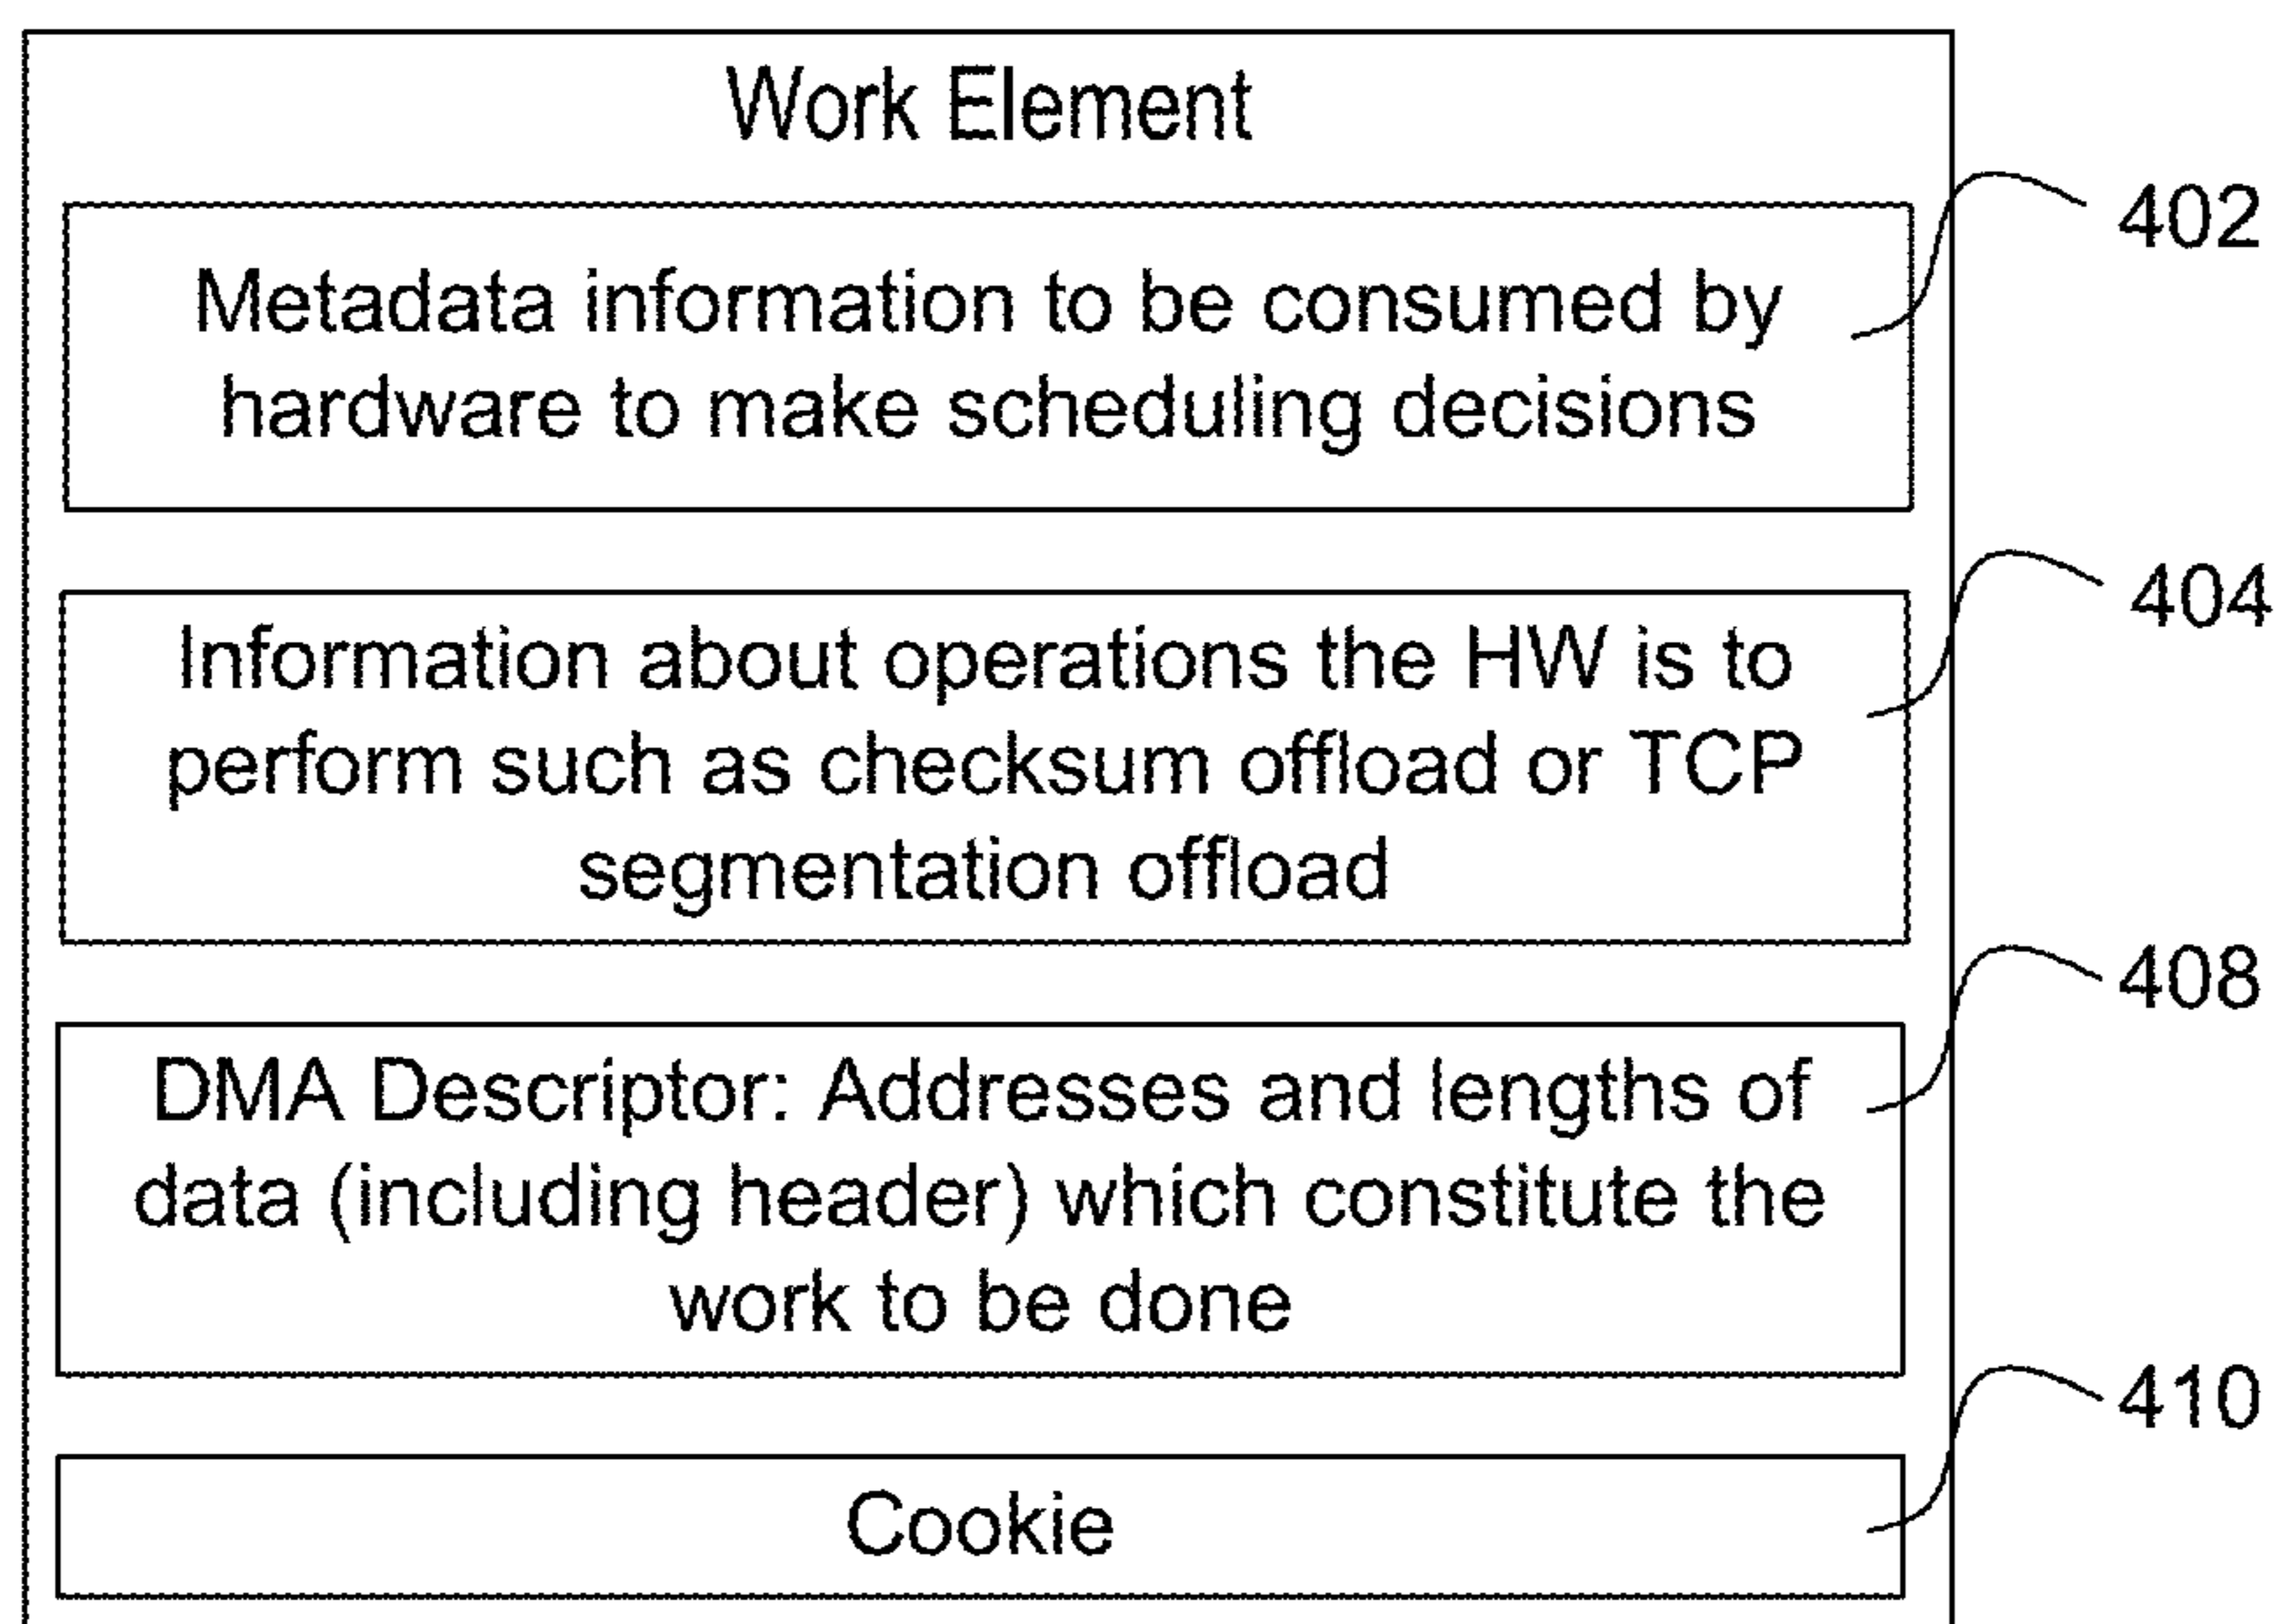 Work Element
402
Metadata information to be consumed by
hardware to make scheduling decisions
404
Information about operations the HW is to
perform such as checksum offload or TCP
segmentation offload
408
DMA Descriptor: Addresses and lengths of
data (including header) which constitute the
work to be done
410
Cookie